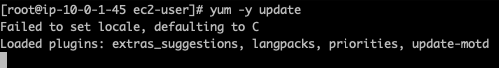 [root@ip-10-0-1-45 ec2-user]# yum -y update
Failed to set locale, defaulting to C
Loaded plugins: extras_suggestions, langpacks, priorities, update-motd